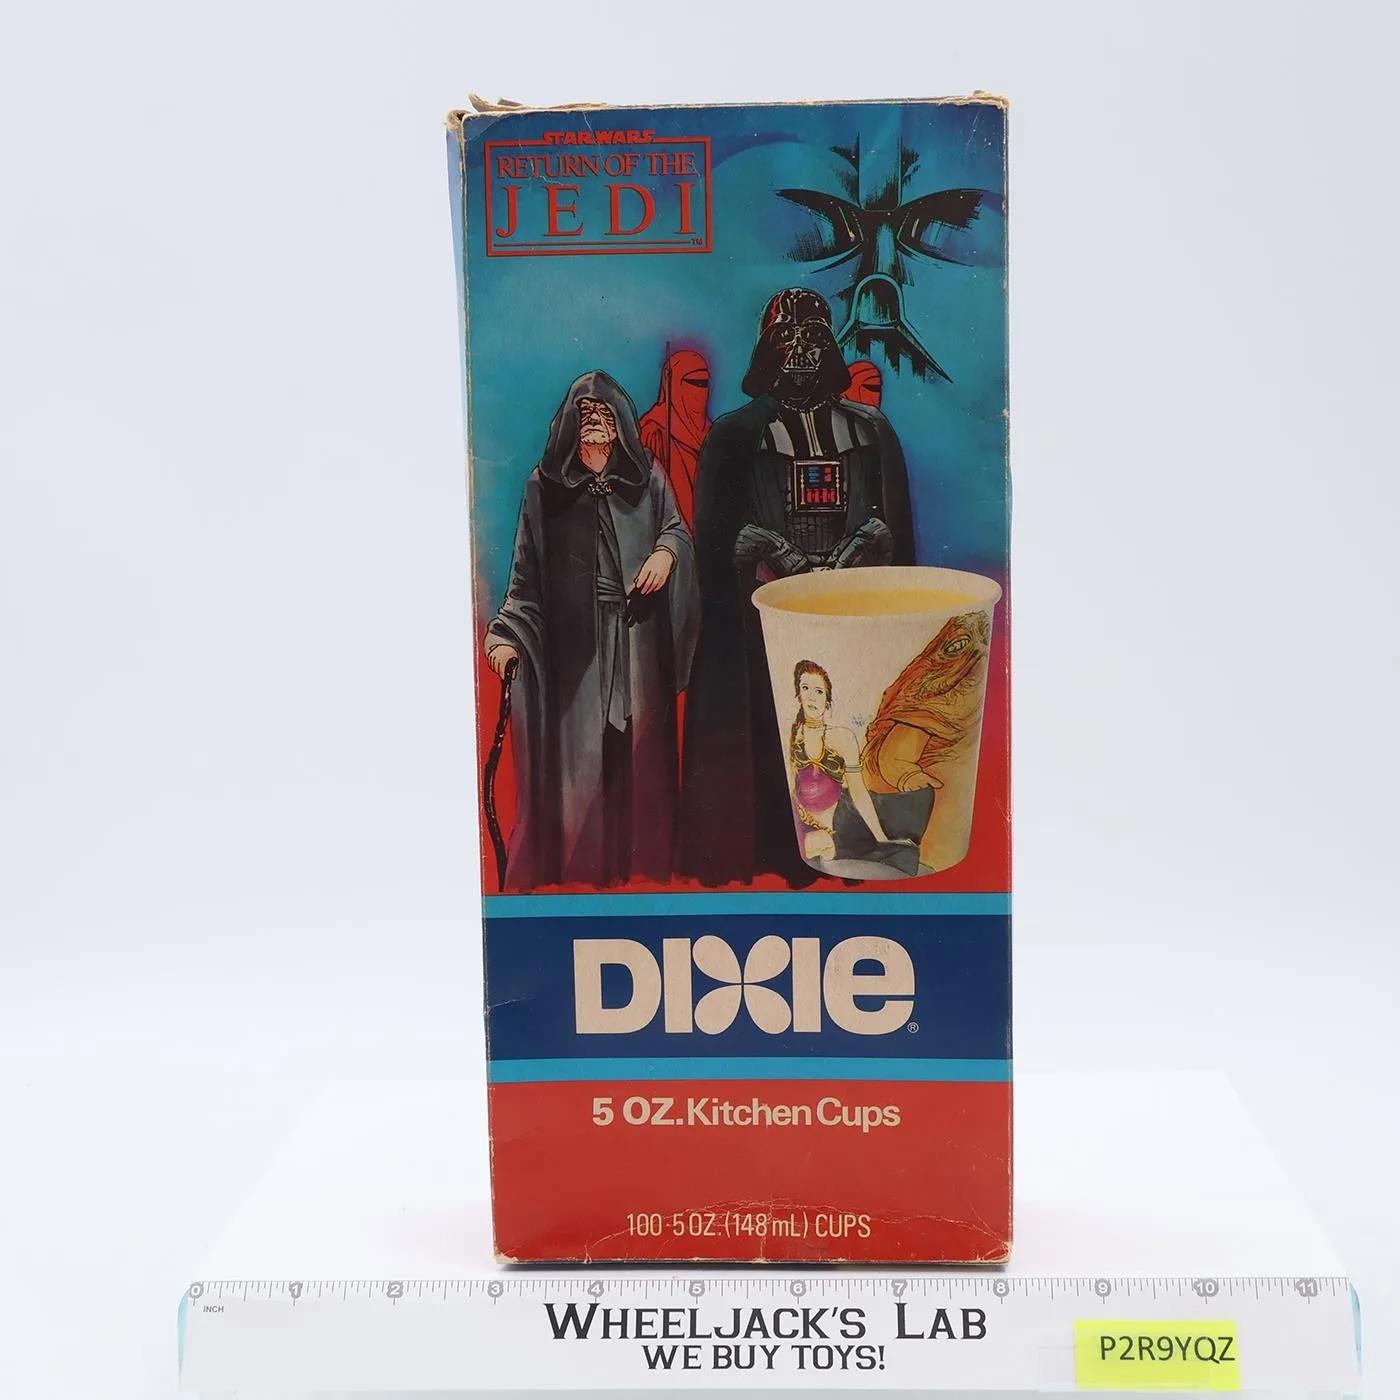 STAR WARS
RETURN OF THE
JEDI
TM
DIXIE
®
5 OZ. Kitchen Cups
100-5 OZ. (148 mL) CUPS
0 1 2 3 4 5 6 7 8 9 10 11
INCH
WHEELJACK'S LAB
WE BUY TOYS!
P2R9YQZ